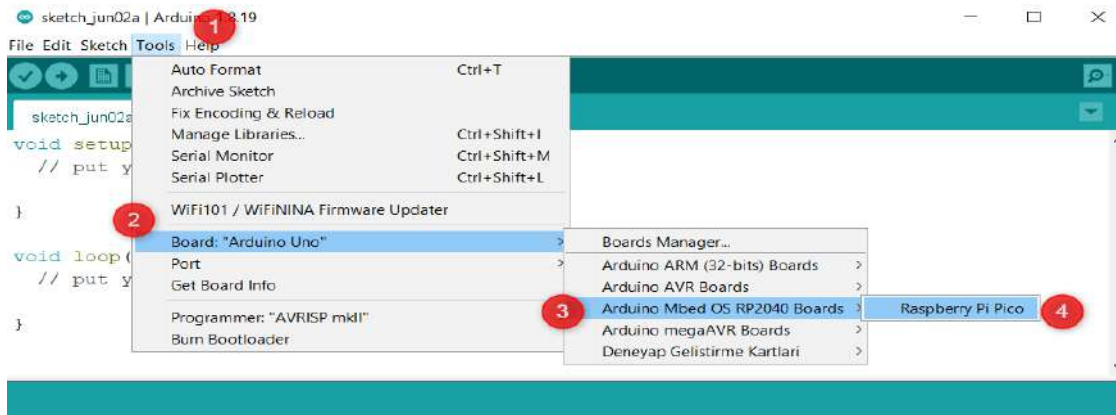 sketch_jun02a | Arduino 1.8.19
1
File Edit Sketch Tools Help
Auto Format Ctrl+T
Archive Sketch
Fix Encoding & Reload
sketch_jun02a
Manage Libraries... Ctrl+Shift+I
void setup
Serial Monitor Ctrl+Shift+M
// put y
Serial Plotter Ctrl+Shift+L
}
WiFi101 / WiFiNINA Firmware Updater
2
Board: "Arduino Uno" Boards Manager...
void loop(
Port Arduino ARM (32-bits) Boards
// put y
Get Board Info Arduino AVR Boards
3 Arduino Mbed OS RP2040 Boards Raspberry Pi Pico 4
}
Programmer: "AVRISP mkII" Arduino megaAVR Boards
Burn Bootloader Deneyap Gelistirme Kartlari